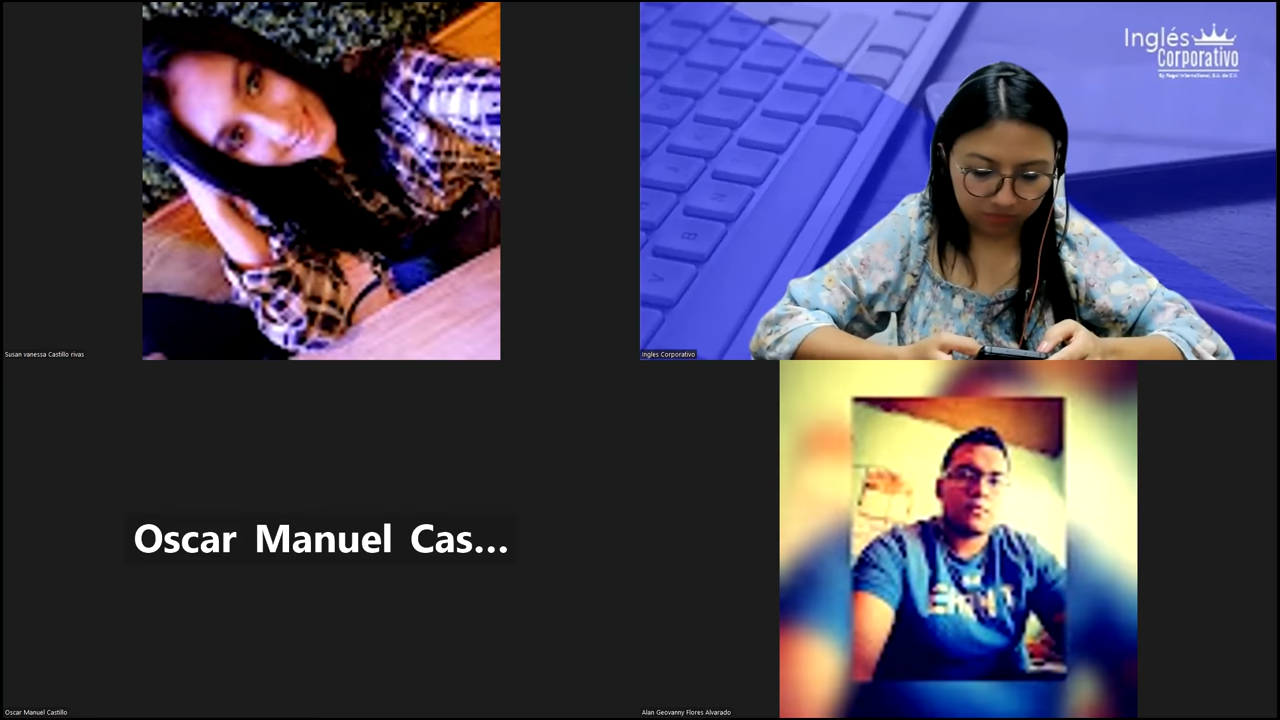 Inglés
Corporativo
Susan vanessa Castillo rivas
Ingles Corporativo
Oscar Manuel Cas...
Oscar Manuel Castillo
Alan Geovanny Flores Alvarado